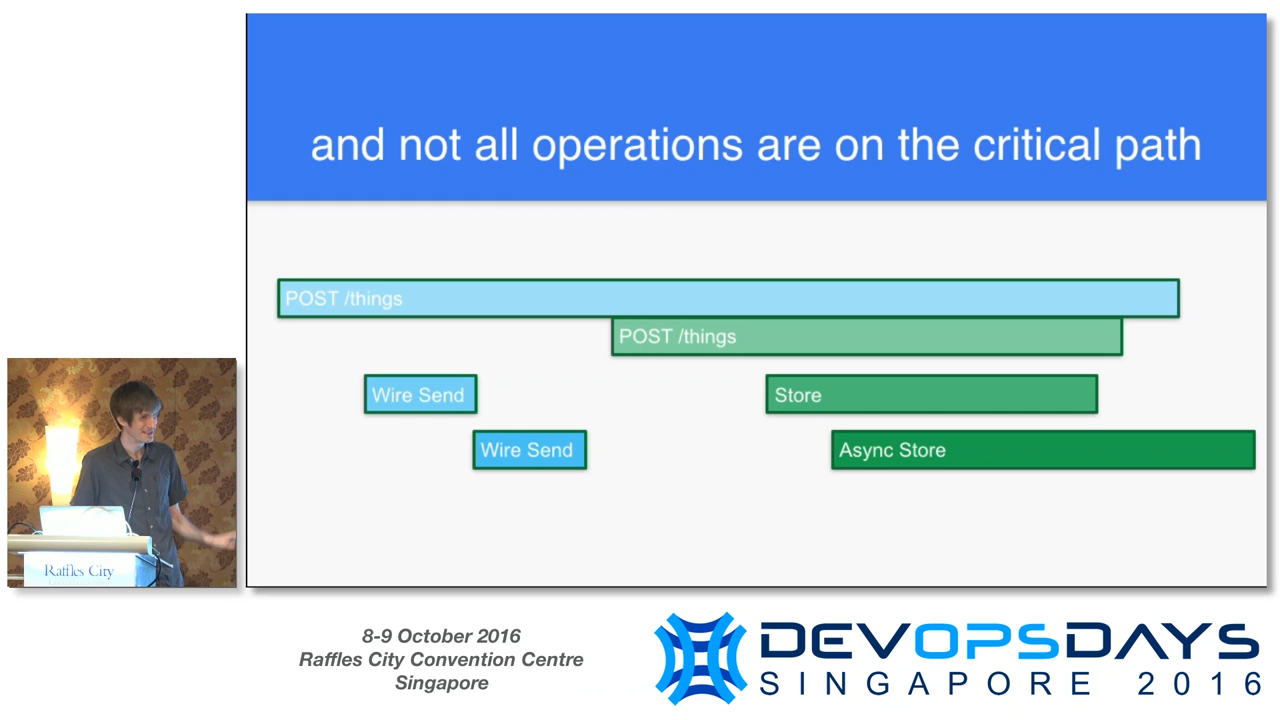 and not all operations are on the critical path
POST /things
POST /things
Wire Send
Store
Wire Send
Async Store
Raffles City
8-9 October 2016
Raffles City Convention Centre
Singapore
DEVOPSDAYS
SINGAPORE 2016